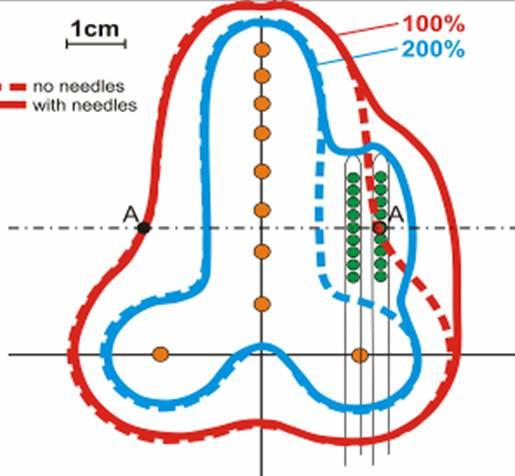 1cm
100%
200%
no needles
with needles
A
A